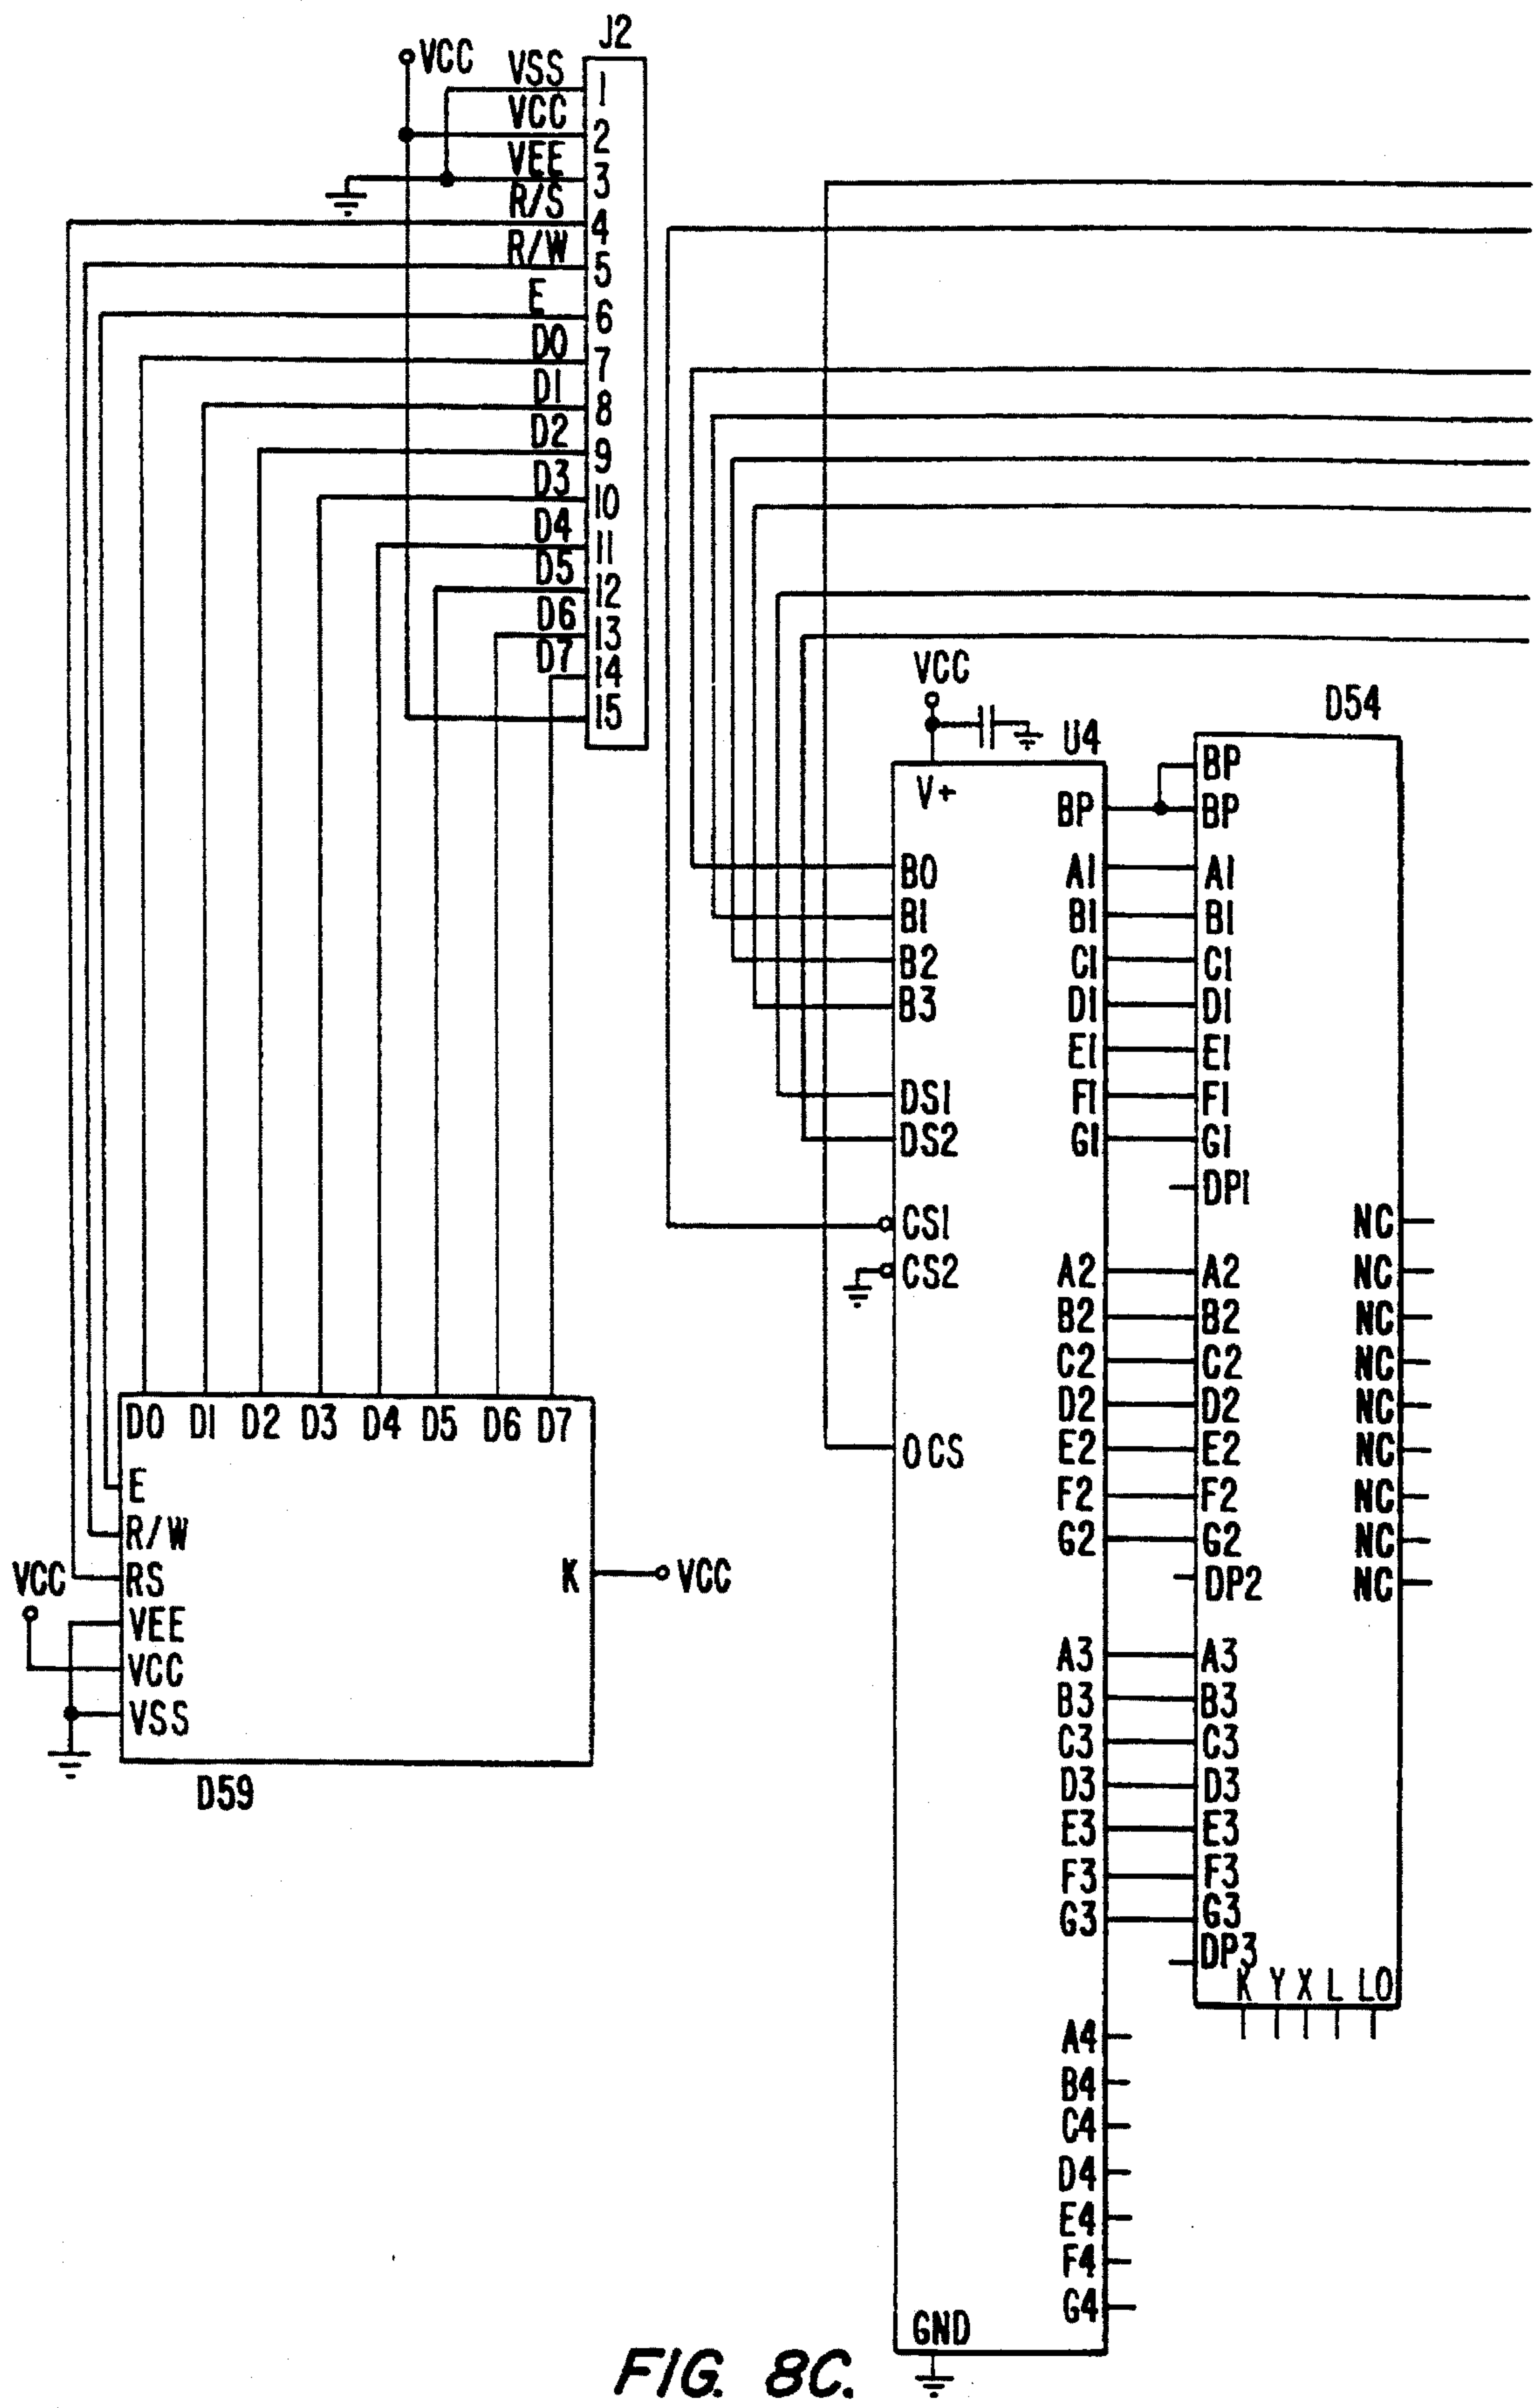 J2
VCC
VSS 1
VCC 2
VEE 3
R/S 4
R/W 5
E 6
D0 7
D1 8
D2 9
D3 10
D4 11
D5 12
D6 13
D7 14
15
D0 D1 D2 D3 D4 D5 D6 D7
E
R/W
RS
VEE
VCC
VSS
VCC
K
VCC
D59
VCC
U4
V+
B0
B1
B2
B3
DS1
DS2
CS1
CS2
OCS
GND
BP
A1
B1
C1
D1
E1
F1
G1
A2
B2
C2
D2
E2
F2
G2
A3
B3
C3
D3
E3
F3
G3
A4
B4
C4
D4
E4
F4
G4
D54
BP
BP
A1
B1
C1
D1
E1
F1
G1
DP1
A2
B2
C2
D2
E2
F2
G2
DP2
A3
B3
C3
D3
E3
F3
G3
DP3
NC
NC
NC
NC
NC
NC
NC
NC
NC
K Y X L LO
FIG. 8C.